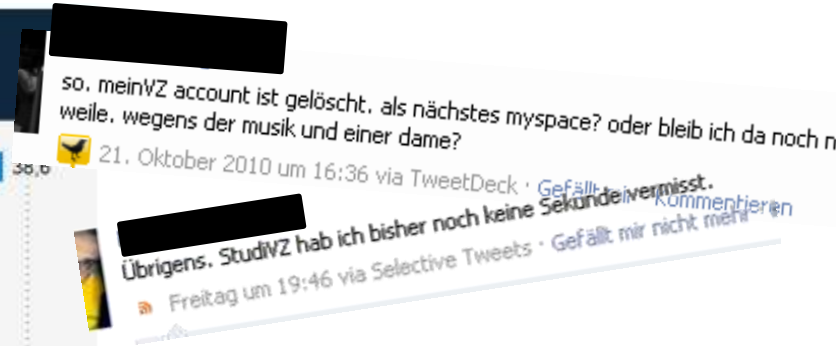 so. meinVZ account ist gelöscht. als nächstes myspace? oder bleib ich da noch n
weile. wegens der musik und einer dame?
21. Oktober 2010 um 16:36 via TweetDeck · Gefällt mir · Kommentieren
38,6
Übrigens. StudiVZ hab ich bisher noch keine Sekunde vermisst.
Freitag um 19:46 via Selective Tweets · Gefällt mir nicht mehr